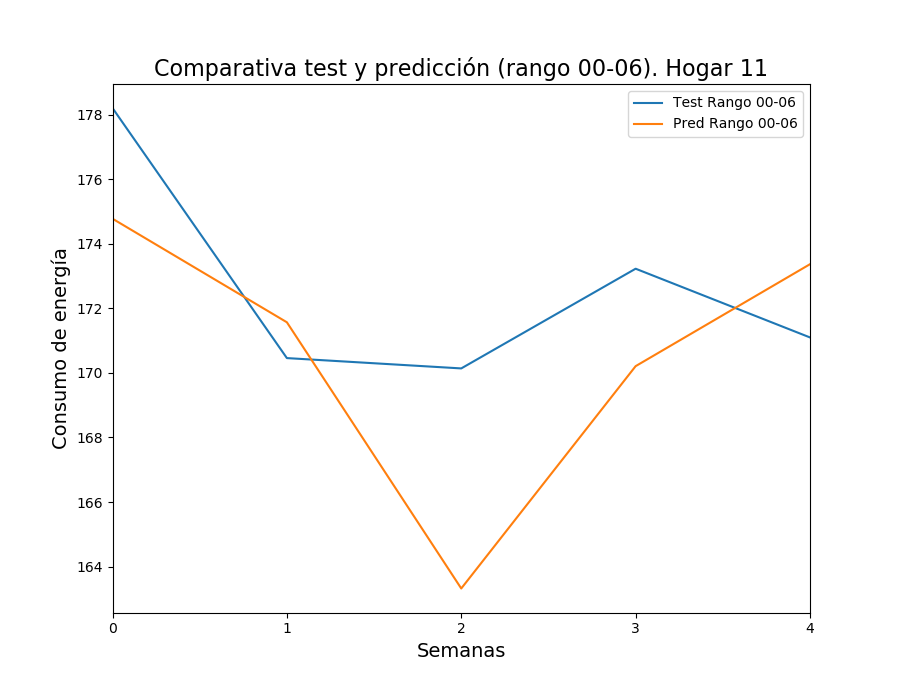 Comparativa test y predicción (rango 00-06). Hogar 11
Test Rango 00-06
Pred Rango 00-06
178
176
174
172
170
168
166
164
Consumo de energía
0 1 2 3 4
Semanas